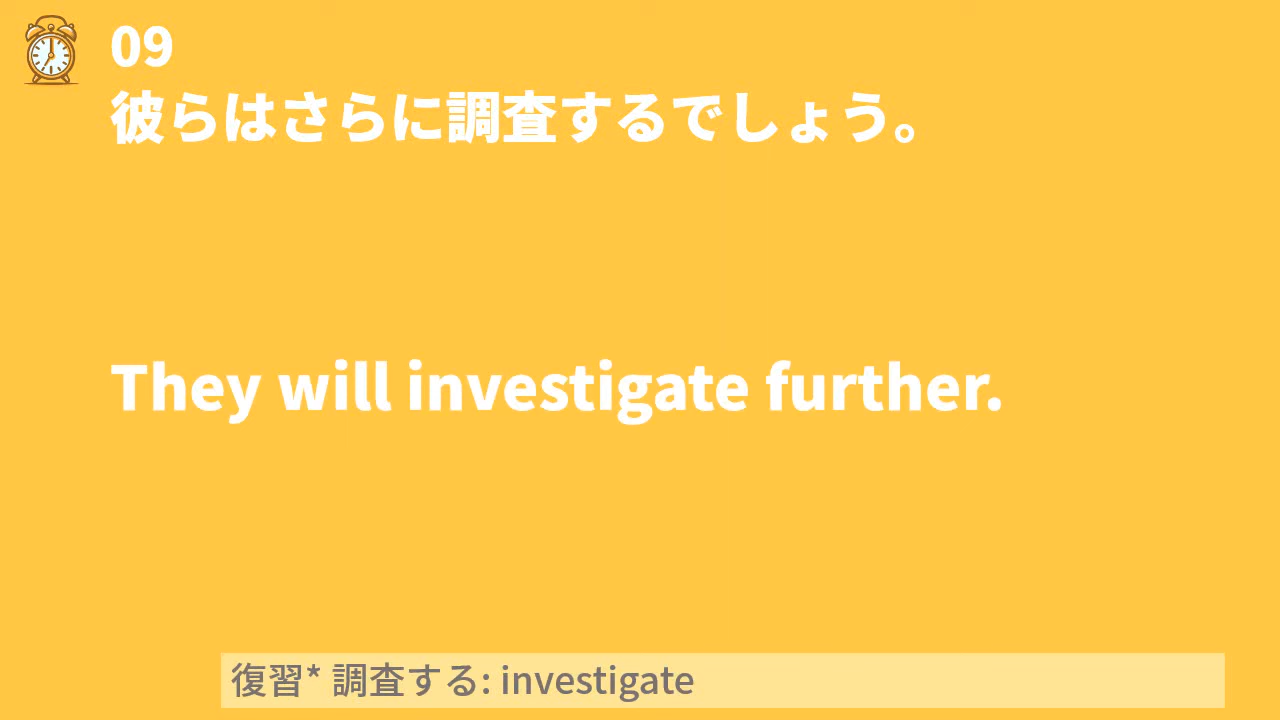 09
彼らはさらに調査するでしょう。
They will investigate further.
復習* 調査する: investigate